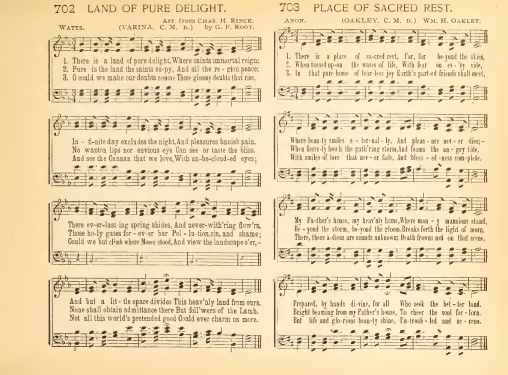 702 LAND OF PURE DELIGHT.
Arr. from CHAS. H. RINCK.
WATTS. (VARINA. C. M. D.) by G. F. ROOT.
1. There is a land of pure delight, Where saints immortal reign;
2. Pure is the land the saints es-py, And all the re - give peace;
3. O could we make our doubts remove Those gloomy doubts that rise,
In - fi-nite day excludes the night, And pleasures banish pain.
No wanton lips nor envious eye Can see or taste the bliss.
And see the Canaan that we love, With un-be-cloud-ed eyes;
There ev-er-last-ing spring abides, And never-with'ring flow'rs,
Those ho-ly gates for - ev - er bar Pol - lu-tion, sin, and shame;
Could we but climb where Moses stood, And view the landscape o'er,-
And but a lit - tle space divides This heav'nly land from ours.
None shall obtain admittance there But foll'wers of the Lamb.
Not all this world's pretended good Could ever charm us more.
703 PLACE OF SACRED REST.
ANON. (OAKLEY. C. M. D.) WM. H. OAKLEY.
1. There is a place of sa-cred rest, Far, far be-yond the skies,
2. When tossed up-on the waves of life, With fear on ev - 'ry side,
3. In that pure home of tear-less joy Earth's part-ed friends shall meet,
Where beau-ty smiles e - ter-nal - ly, And pleas - ure nev - er dies;-
When fierce-ly howls the gath'ring storm, And foams the an - gry tide,
With smiles of love that nev - er fade, And bless - ed-ness com-plete.
My Fa-ther's house, my heav'nly home, Where man - y mansions stand,
Be - yond the storm, be-yond the gloom, Breaks forth the light of morn,
There, there a-dieus are sounds unknown; Death frowns not on that scene,
Prepared, by hands di-vine, for all Who seek the bet - ter land.
Bright beaming from my Father's house, To cheer the soul for - lorn.
But life and glo-rious beau-ty shine, Un-troub - led and se - rene.